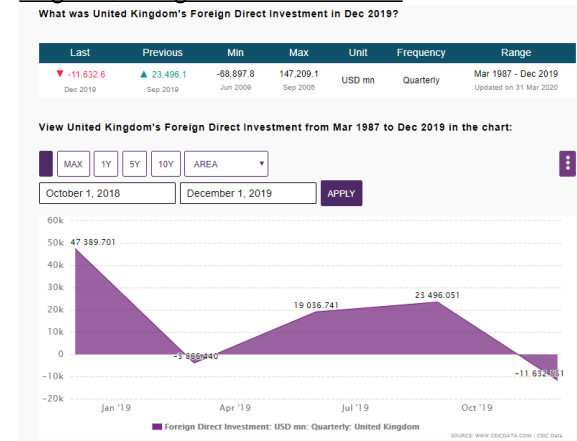 What was United Kingdom's Foreign Direct Investment in Dec 2019?
Last Previous Min Max Unit Frequency Range
▼ -11,632.6 ▲ 23,496.1 -68,897.8 147,209.1 USD mn Quarterly Mar 1987 - Dec 2019
Dec 2019 Sep 2019 Jun 2009 Sep 2005 Updated on 31 Mar 2020
View United Kingdom's Foreign Direct Investment from Mar 1987 to Dec 2019 in the chart:
MAX 1Y 5Y 10Y AREA
October 1, 2018 December 1, 2019 APPLY
60k
50k
40k
30k
20k
10k
0
-10k
-20k
47 389.701
19 036.741
23 496.051
Jan '19 Apr '19 Jul '19 Oct '19
Foreign Direct Investment: USD mn: Quarterly: United Kingdom
SOURCE: WWW.CEICDATA.COM | CEIC Data